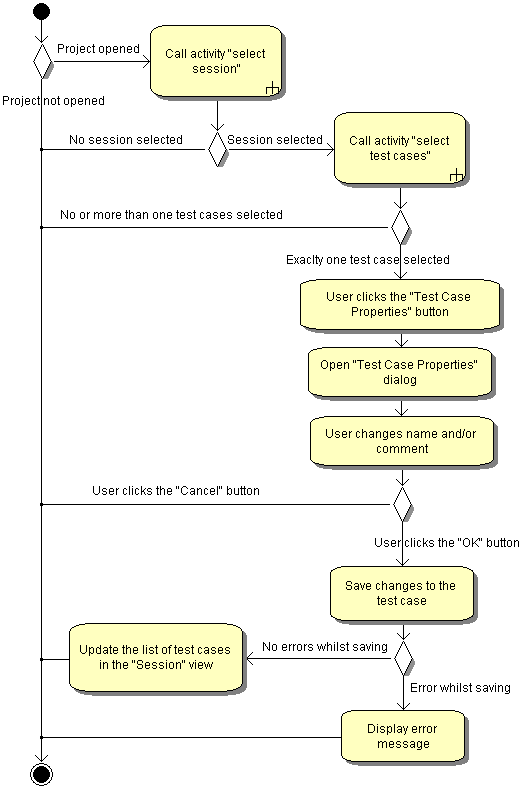 Project opened
Call activity "select
session"
Project not opened
No session selected
Session selected
Call activity "select
test cases"
No or more than one test cases selected
Exaclty one test case selected
User clicks the "Test Case
Properties" button
Open "Test Case Properties"
dialog
User changes name and/or
comment
User clicks the "Cancel" button
User clicks the "OK" button
Save changes to the
test case
No errors whilst saving
Update the list of test cases
in the "Session" view
Error whilst saving
Display error
message